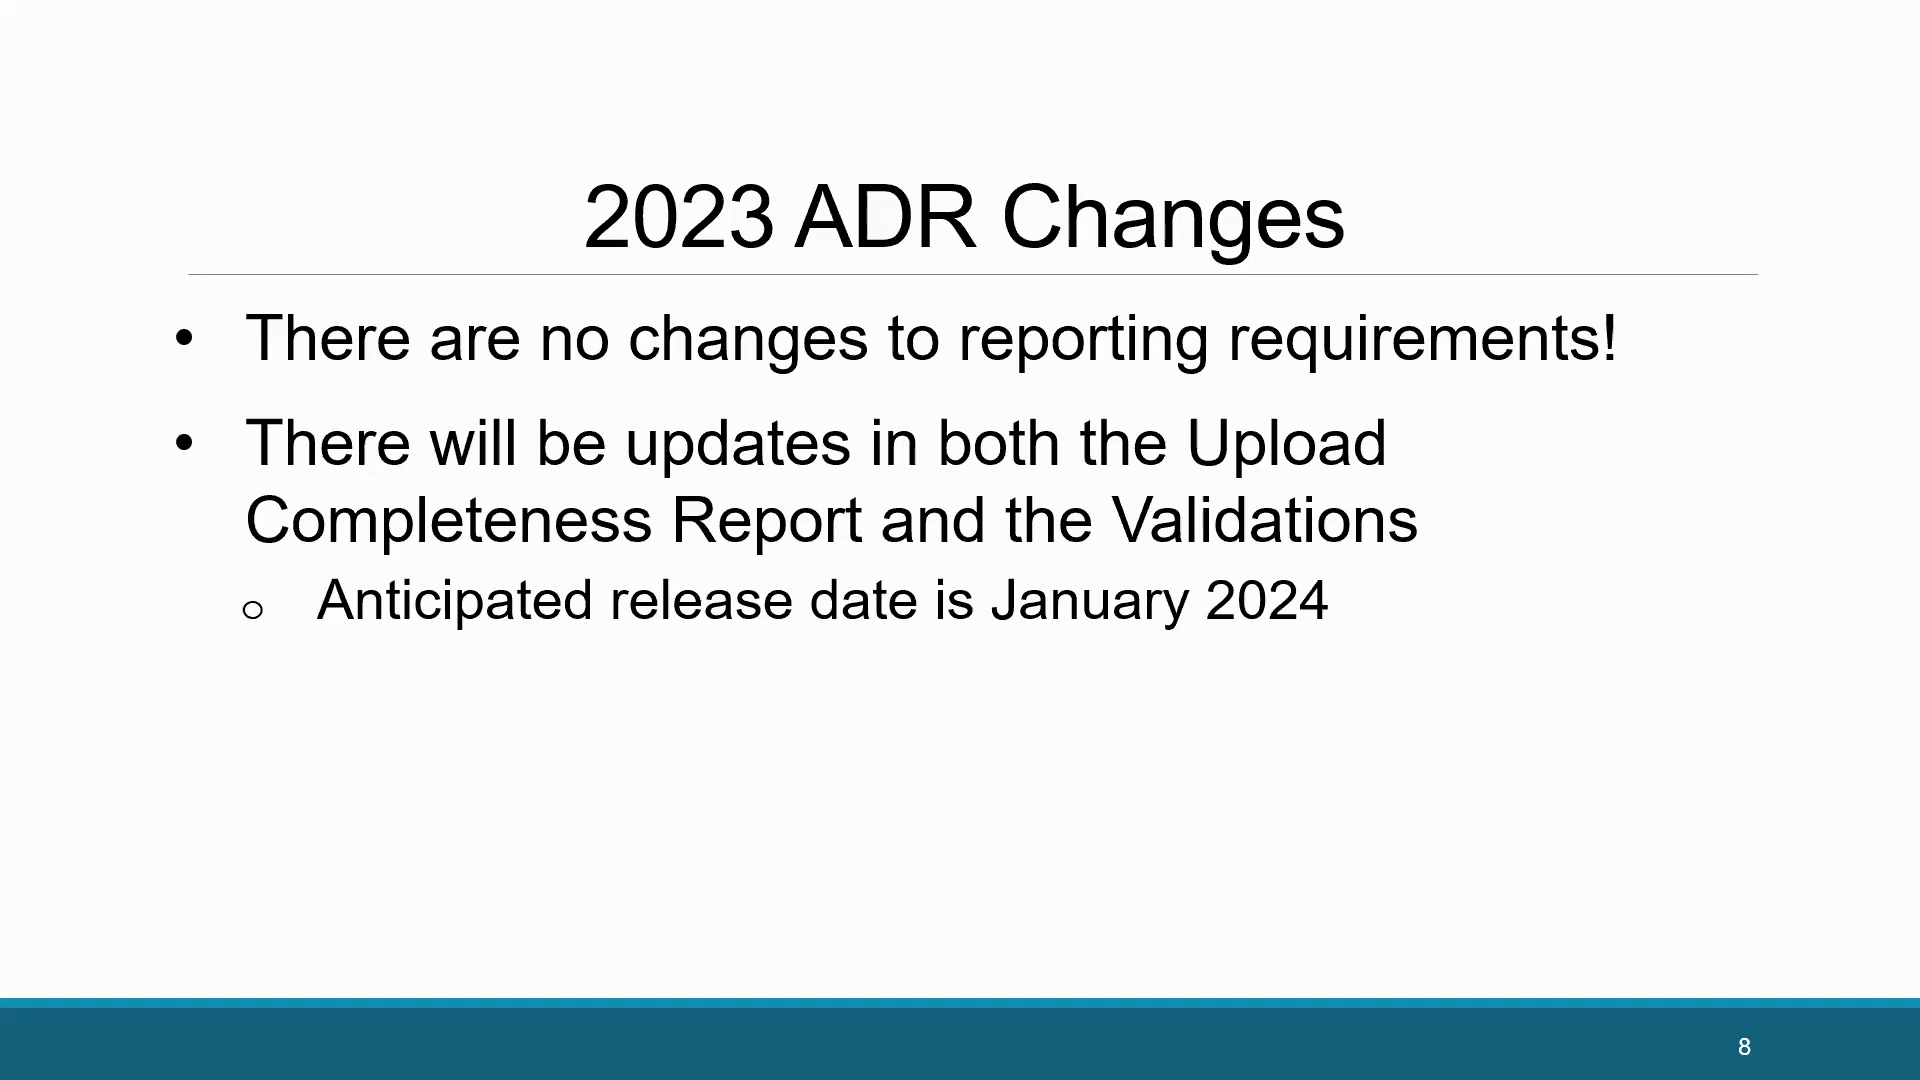 2023 ADR Changes
• There are no changes to reporting requirements!
• There will be updates in both the Upload
Completeness Report and the Validations
o Anticipated release date is January 2024
8